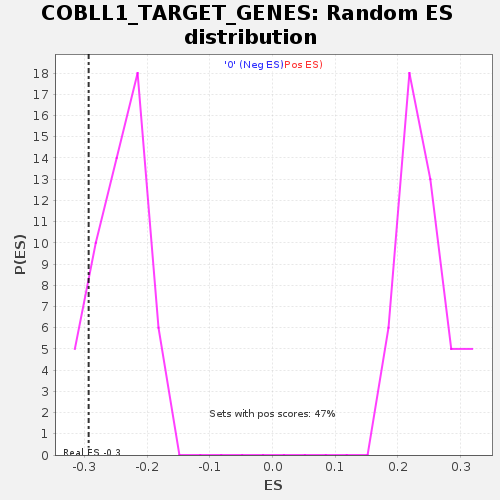 COBLL1_TARGET_GENES: Random ES
distribution
'0' (Neg ES)Pos ES)
18
17
16
15
14
13
12
11
10
9
8
7
6
5
4
3
2
1
0
P(ES)
Sets with pos scores: 47%
Real ES -0.3
-0.3 -0.2 -0.1 0.0 0.1 0.2 0.3
ES